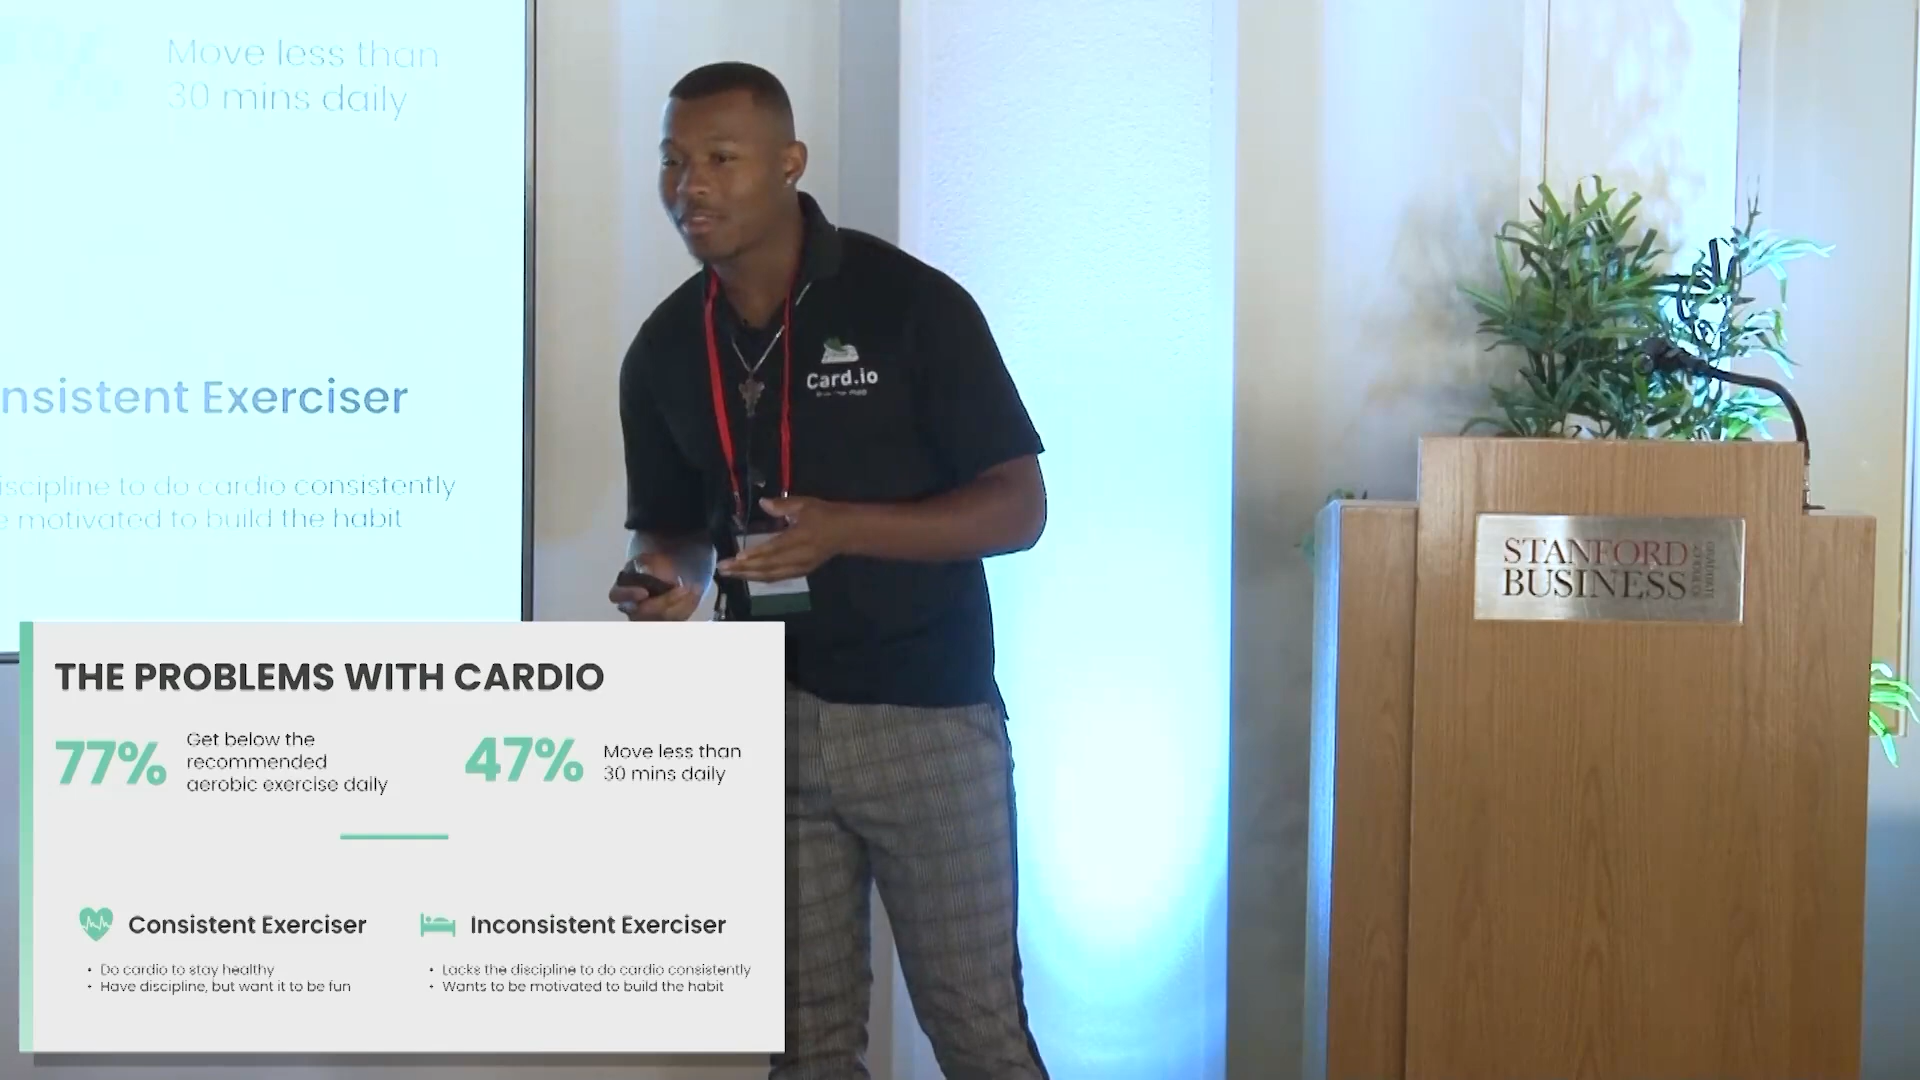 Move less than
30 mins daily
nsistent Exerciser
iscipline to do cardio consistently
e motivated to build the habit
Card.io
STANFORD
BUSINESS
THE PROBLEMS WITH CARDIO
77%
Get below the
recommended
aerobic exercise daily
47%
Move less than
30 mins daily
Consistent Exerciser
• Do cardio to stay healthy
• Have discipline, but want it to be fun
Inconsistent Exerciser
• Lacks the discipline to do cardio consistently
• Wants to be motivated to build the habit